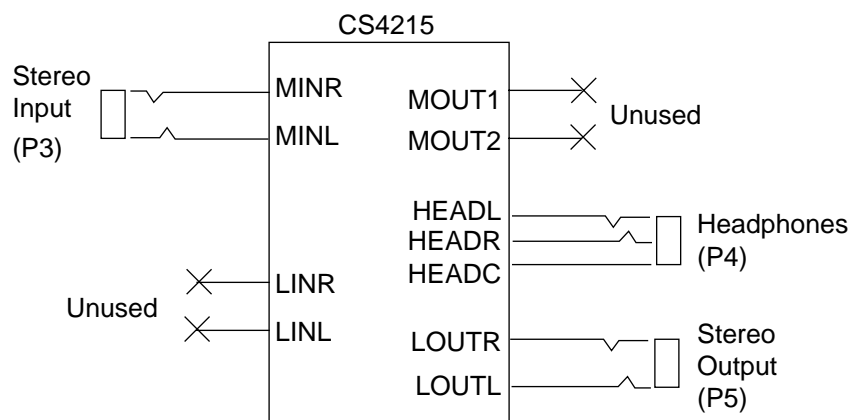 CS4215
Stereo
Input
(P3)
MINR
MINL
MOUT1
MOUT2
Unused
HEADL
HEADR
HEADC
Headphones
(P4)
Unused
LINR
LINL
LOUTR
LOUTL
Stereo
Output
(P5)